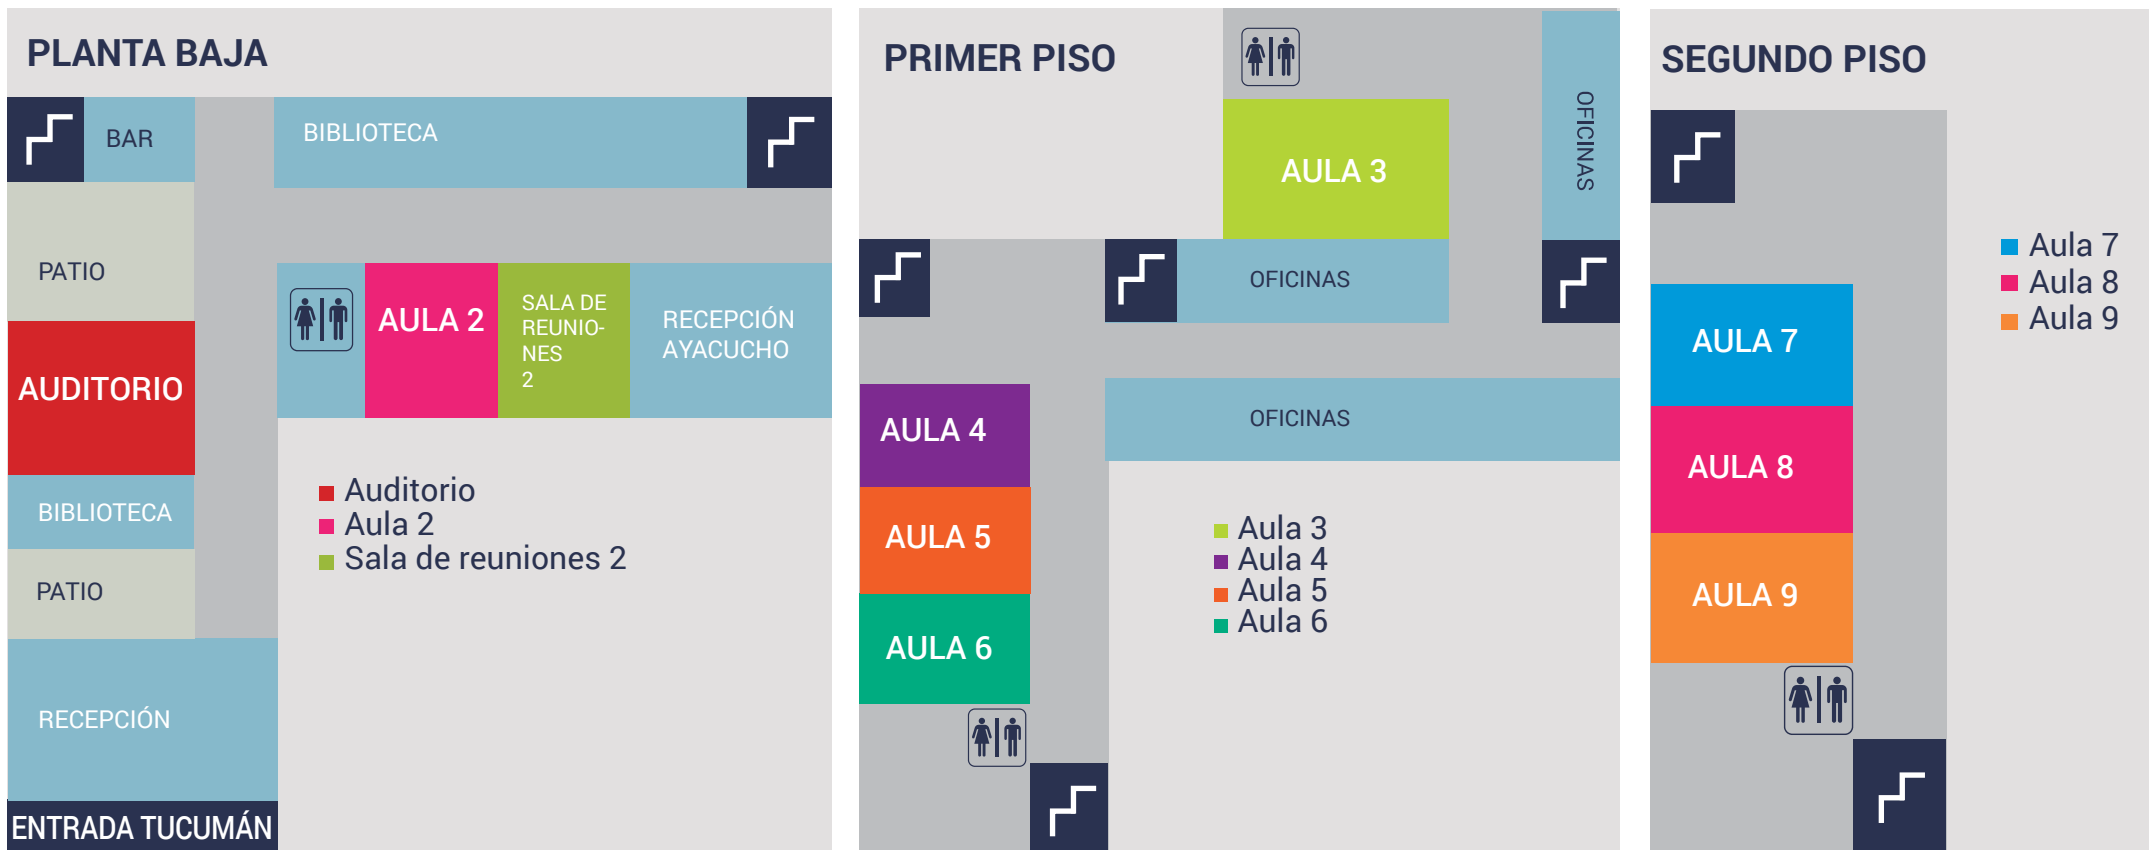 PLANTA BAJA
BAR
BIBLIOTECA
PATIO
AUDITORIO
BIBLIOTECA
PATIO
RECEPCIÓN
ENTRADA TUCUMÁN
AULA 2
SALA DE
REUNIO-
NES
2
RECEPCIÓN
AYACUCHO
Auditorio
Aula 2
Sala de reuniones 2
PRIMER PISO
AULA 3
OFICINAS
OFICINAS
OFICINAS
AULA 4
AULA 5
AULA 6
Aula 3
Aula 4
Aula 5
Aula 6
SEGUNDO PISO
AULA 7
AULA 8
AULA 9
Aula 7
Aula 8
Aula 9